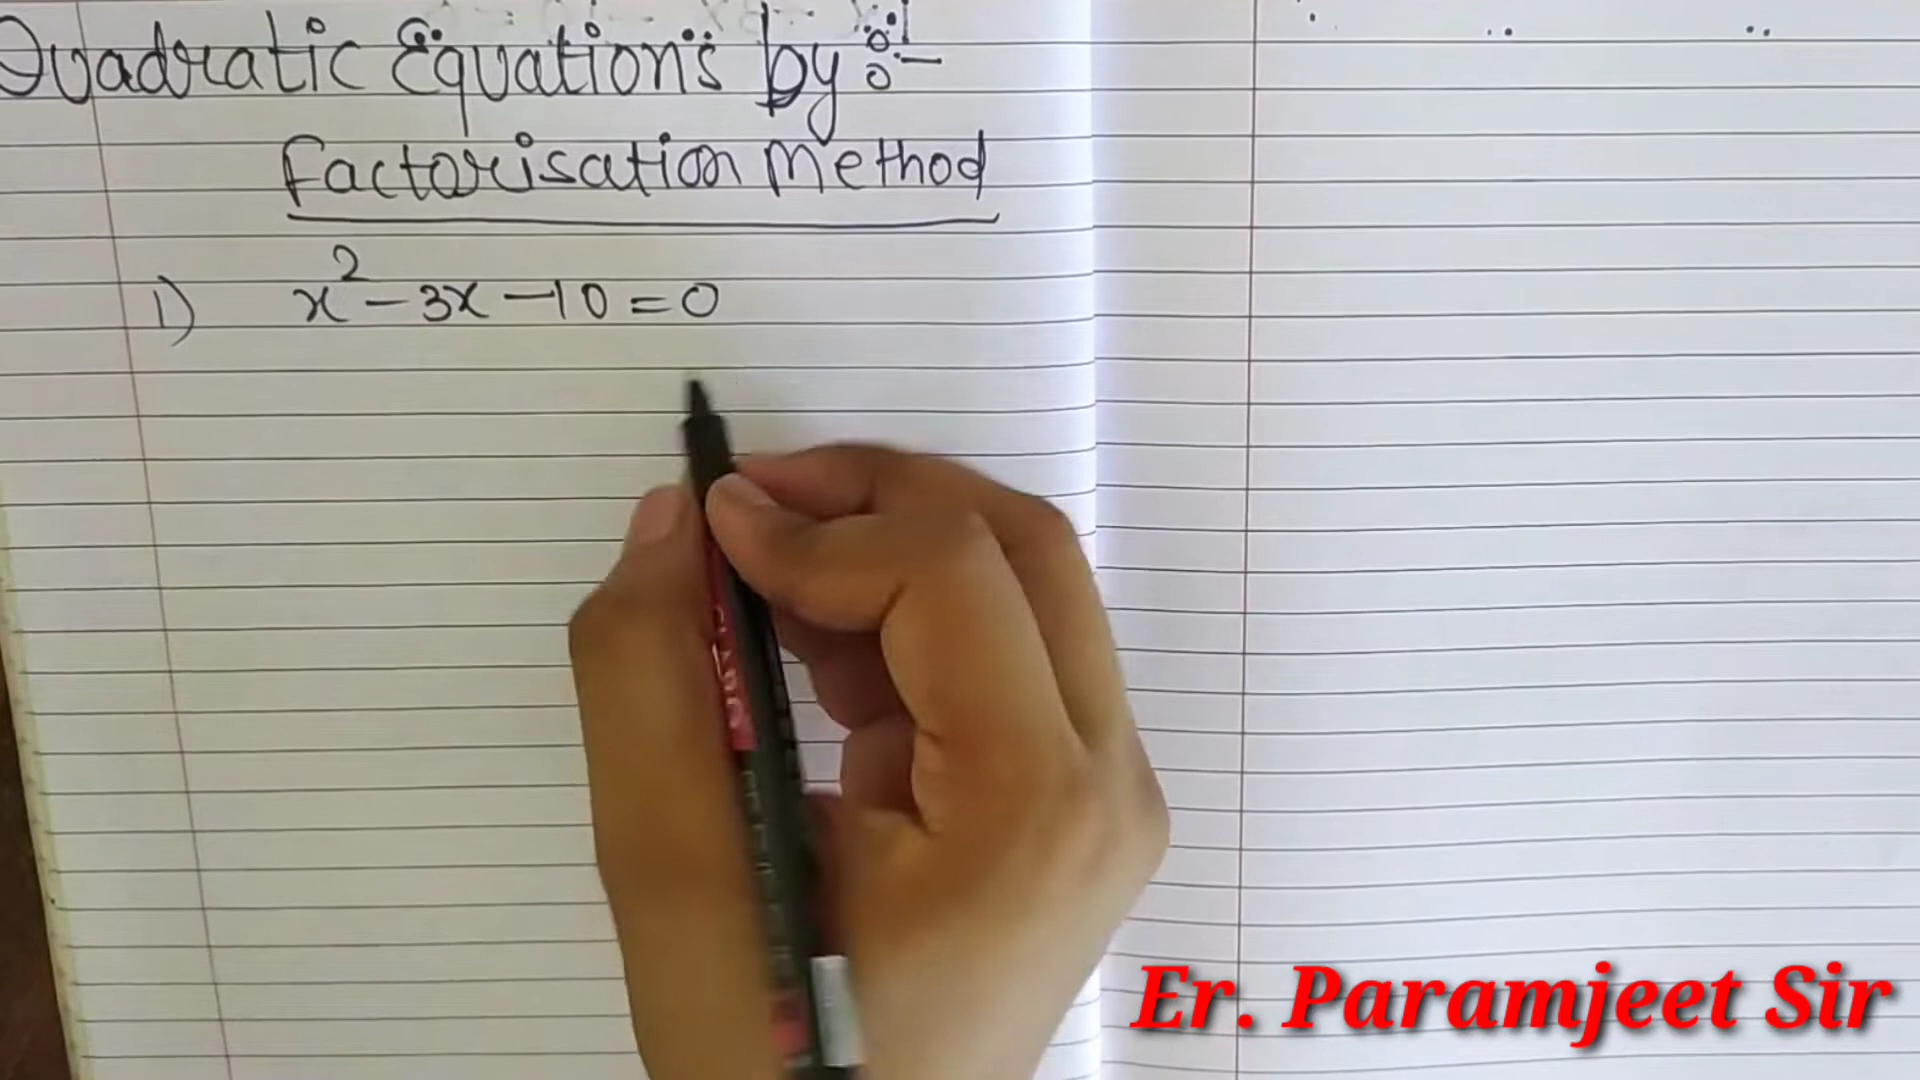 Quadratic Equations by :-
Factorisation Method
1) x² - 3x - 10 = 0
Er. Paramjeet Sir